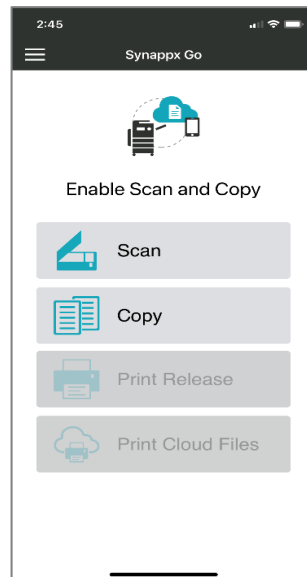 2:45
Synappx Go
Enable Scan and Copy
Scan
Copy
Print Release
Print Cloud Files